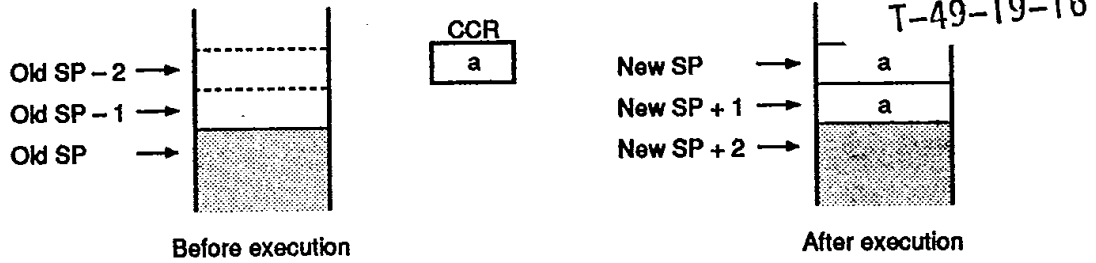 T-49-19-16
CCR
a
Old SP – 2
Old SP – 1
Old SP
New SP
a
New SP + 1
a
New SP + 2
Before execution
After execution